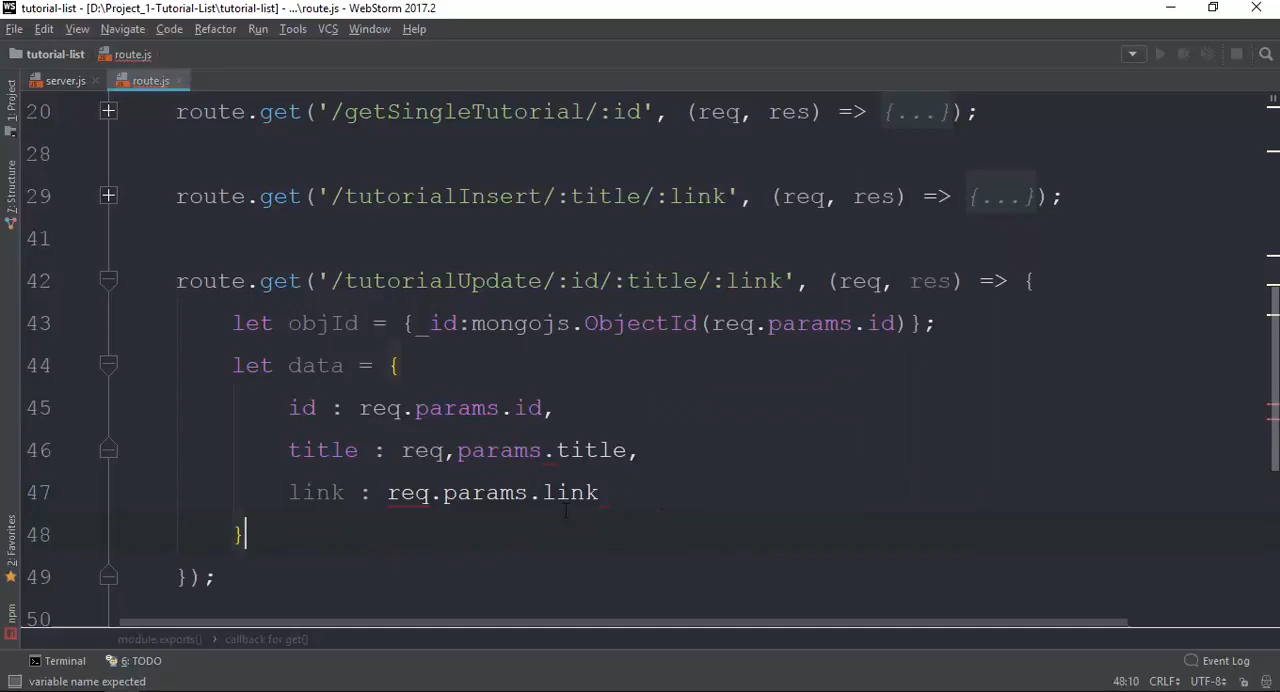 WS tutorial-list [D:\Project_1-Tutorial-List\tutorial-list] - ...\route.js - WebStorm 2017.2
File Edit View Navigate Code Refactor Run Tools VCS Window Help
tutorial-list route.js
server.js route.js
1: Project
7: Structure
2: Favorites
npm
20 route.get('/getSingleTutorial/:id', (req, res) => {...});
28
29 route.get('/tutorialInsert/:title/:link', (req, res) => {...});
41
42 route.get('/tutorialUpdate/:id/:title/:link', (req, res) => {
43 let objId = {_id:mongojs.ObjectId(req.params.id)};
44 let data = {
45 id : req.params.id,
46 title : req,params.title,
47 link : req.params.link
48 }
49 });
50
module.exports() › callback for get()
Terminal 6: TODO Event Log
variable name expected 48:10 CRLF÷ UTF-8÷